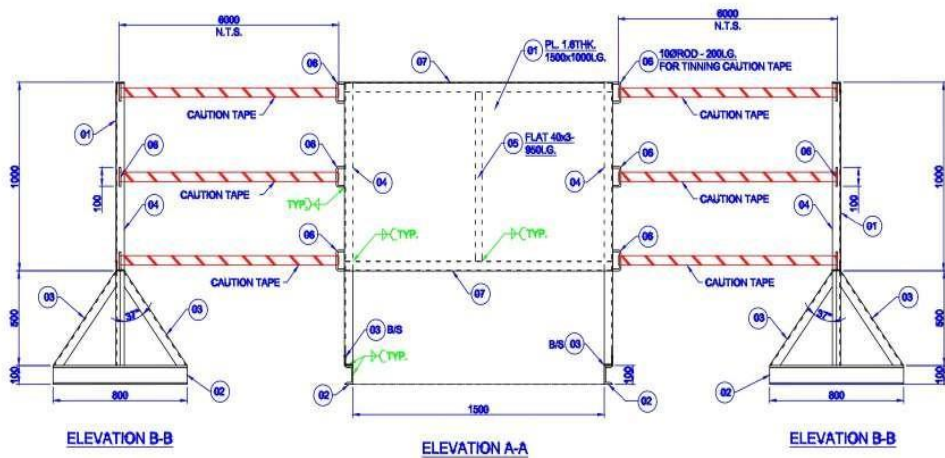 6000
N.T.S.
6000
N.T.S.
06
07
01 PL. 1.6THK.
1500x1000LG.
06 10ØROD - 200LG.
FOR TINNING CAUTION TAPE
CAUTION TAPE
CAUTION TAPE
01
06
06
05 FLAT 40x3-
950LG.
06
06
1000
100
04
CAUTION TAPE
04
04
CAUTION TAPE
04
100
1000
TYP.
01
06
TYP.
TYP.
06
CAUTION TAPE
CAUTION TAPE
03
37°
03
07
03
37°
03
500
500
03 B/S
TYP.
B/S 03
100
02
02
100
02
02
100
800
1500
800
ELEVATION B-B
ELEVATION A-A
ELEVATION B-B